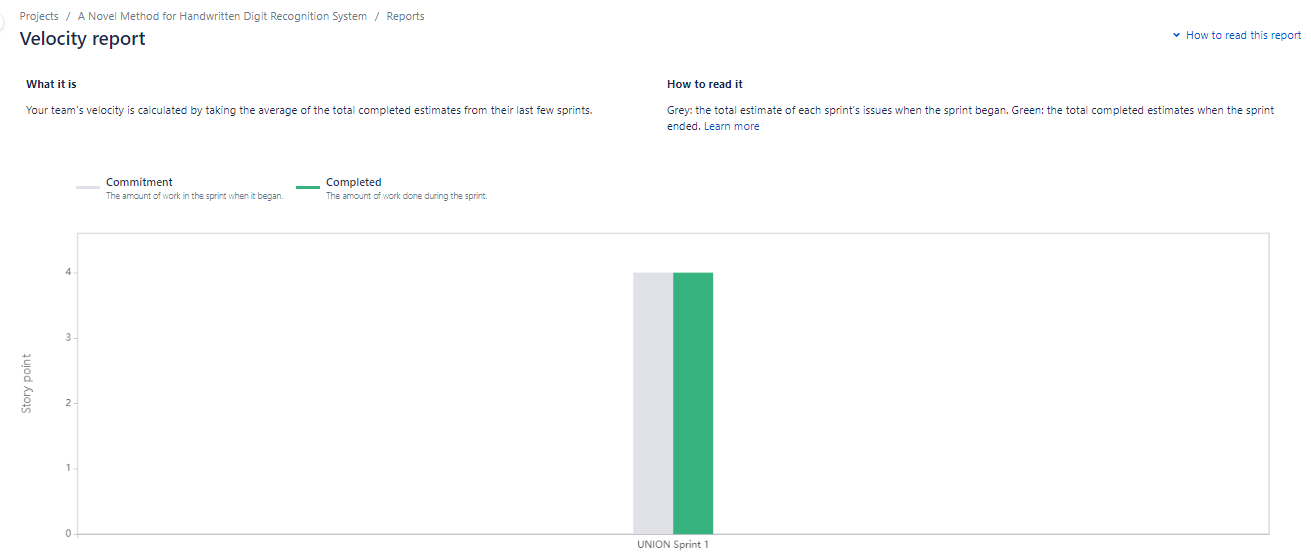 Projects / A Novel Method for Handwritten Digit Recognition System / Reports
Velocity report
How to read this report
What it is
Your team's velocity is calculated by taking the average of the total completed estimates from their last few sprints.
How to read it
Grey: the total estimate of each sprint's issues when the sprint began. Green: the total completed estimates when the sprint
ended. Learn more
Commitment
The amount of work in the sprint when it began.
Completed
The amount of work done during the sprint.
4
3
2
1
0
Story point
UNION Sprint 1